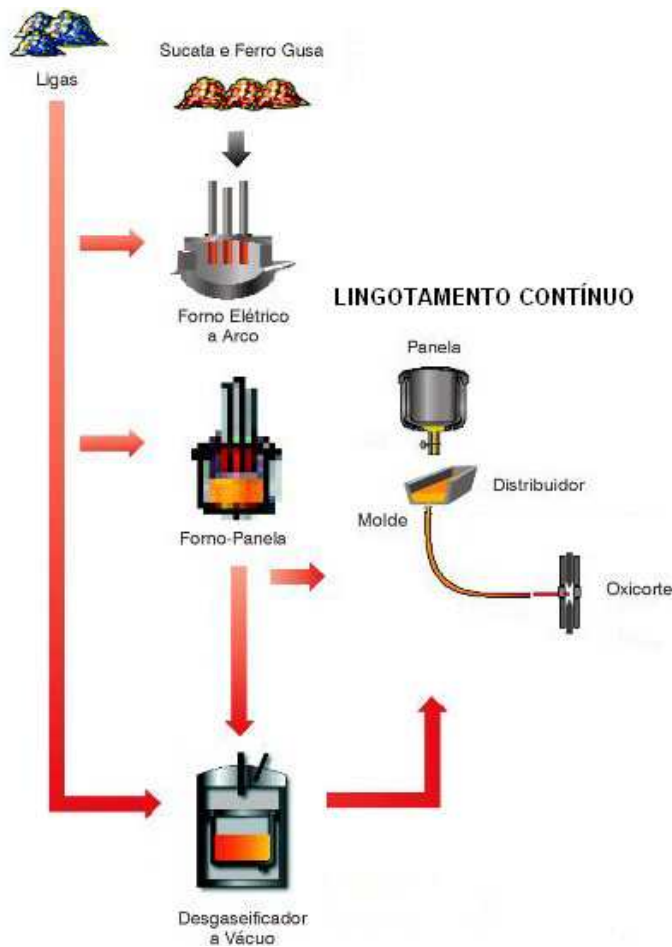 Ligas
Sucata e Ferro Gusa
Forno Elétrico
a Arco
LINGOTAMENTO CONTÍNUO
Panela
Distribuidor
Molde
Forno-Panela
Oxicorte
Desgaseificador
a Vácuo